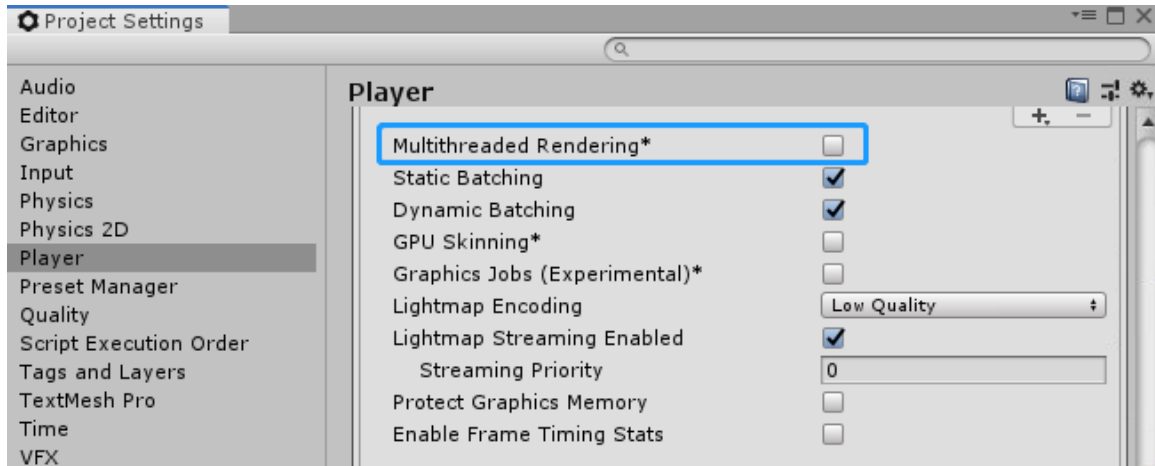 Project Settings
Audio
Editor
Graphics
Input
Physics
Physics 2D
Player
Preset Manager
Quality
Script Execution Order
Tags and Layers
TextMesh Pro
Time
VFX
Player
Multithreaded Rendering*
Static Batching
Dynamic Batching
GPU Skinning*
Graphics Jobs (Experimental)*
Lightmap Encoding Low Quality
Lightmap Streaming Enabled
Streaming Priority 0
Protect Graphics Memory
Enable Frame Timing Stats